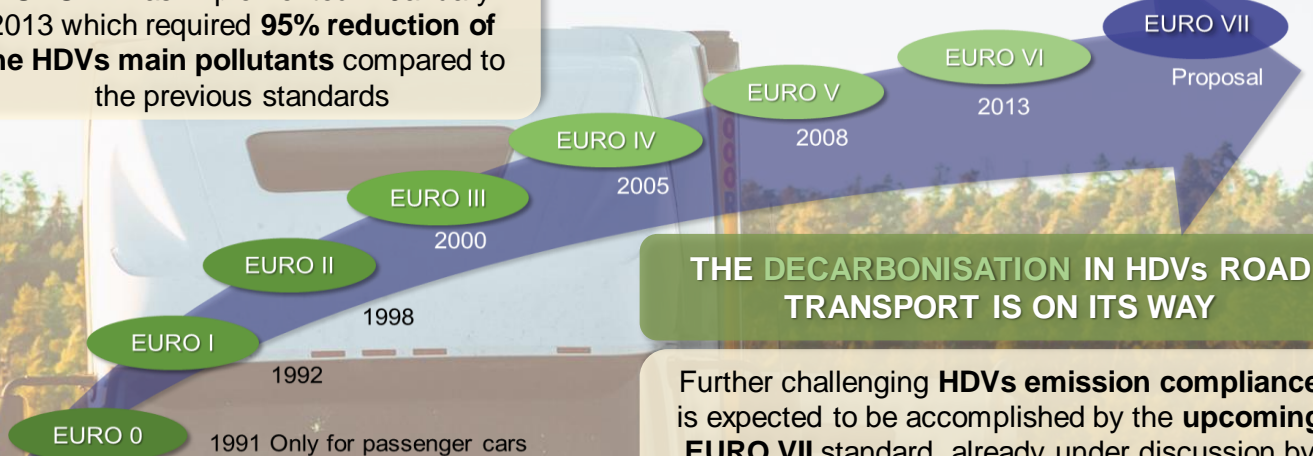 2013 which required 95% reduction of
HDVs main pollutants compared to
the previous standards
EURO VII
Proposal
EURO VI
2013
EURO V
2008
EURO IV
2005
EURO III
2000
EURO II
1998
EURO I
1992
EURO 0
1991 Only for passenger cars
THE DECARBONISATION IN HDVs ROAD
TRANSPORT IS ON ITS WAY
Further challenging HDVs emission compliance
is expected to be accomplished by the upcoming
EURO VII standard, already under discussion by